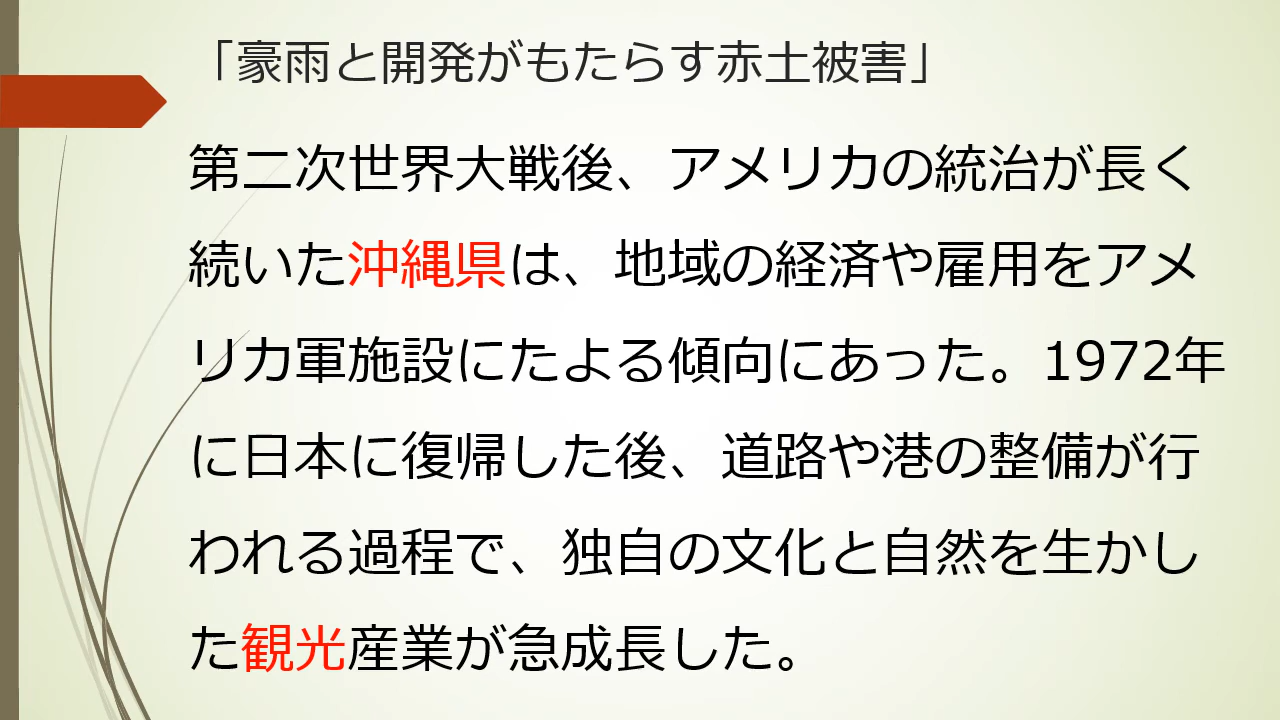 「豪雨と開発がもたらす赤土被害」
第二次世界大戦後、アメリカの統治が長く
続いた沖縄県は、地域の経済や雇用をアメ
リカ軍施設にたよる傾向にあった。1972年
に日本に復帰した後、道路や港の整備が行
われる過程で、独自の文化と自然を生かし
た観光産業が急成長した。